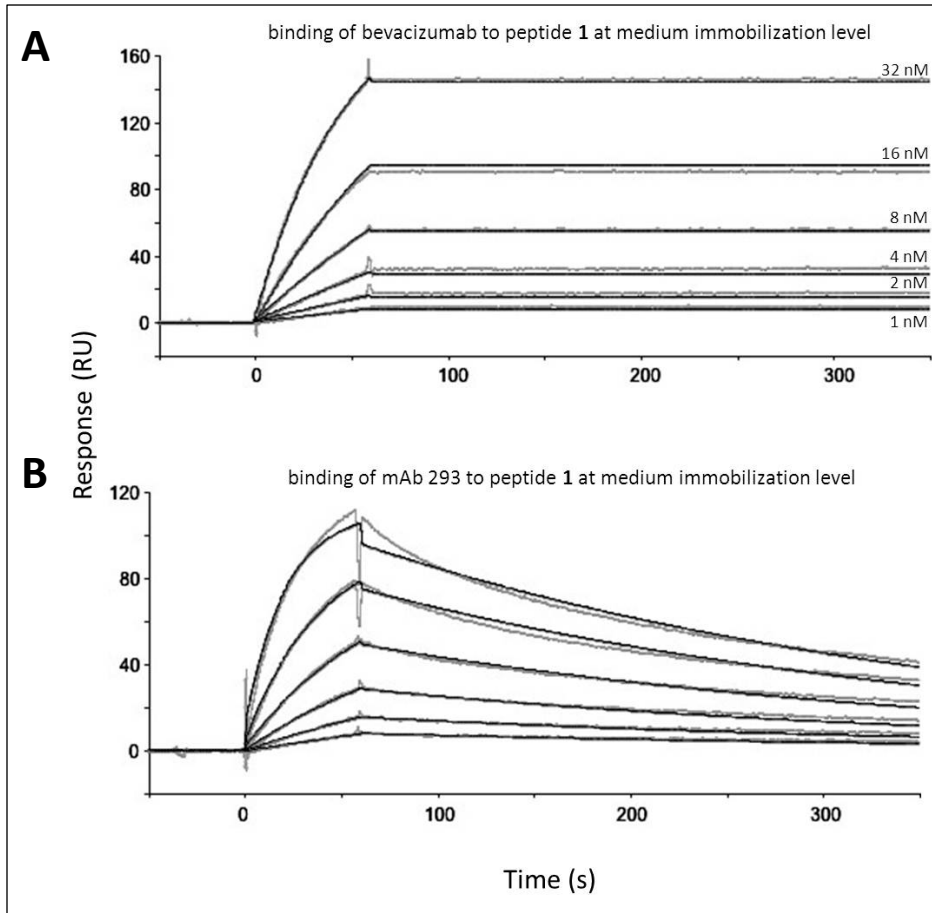 A
binding of bevacizumab to peptide 1 at medium immobilization level
160
120
80
40
0
32 nM
16 nM
8 nM
4 nM
2 nM
1 nM
0
100
200
300
Response (RU)
B
binding of mAb 293 to peptide 1 at medium immobilization level
120
80
40
0
0
100
200
300
Time (s)